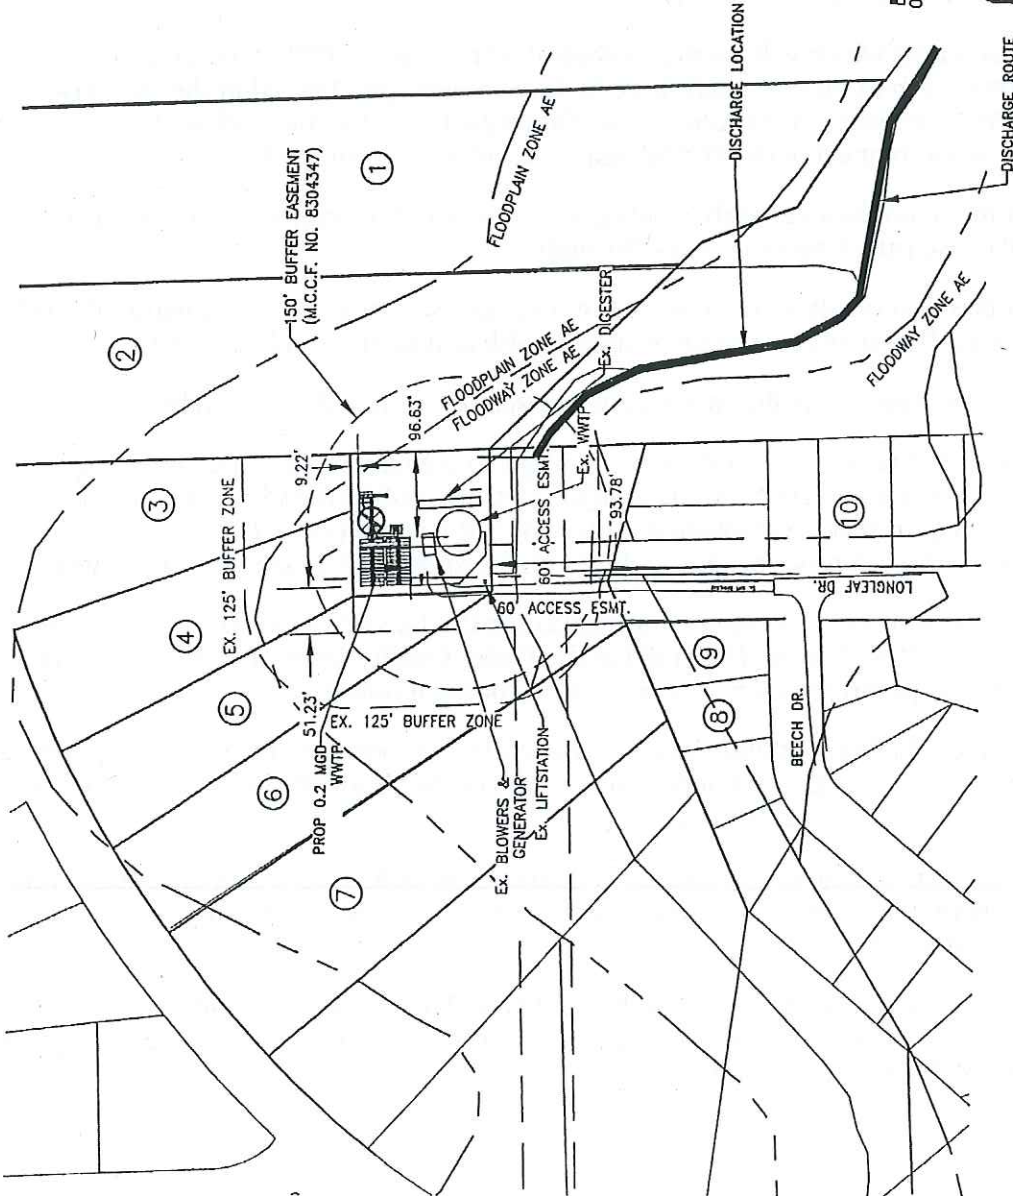 DISCHARGE LOCATION
DISCHARGE ROUTE
150' BUFFER EASEMENT
(M.C.C.F. NO. 8304347)
FLOODPLAIN ZONE AE
1
2
3
4
5
6
7
8
9
10
FLOODPLAIN ZONE AE
FLOODWAY ZONE AE
Ex. DIGESTER
FLOODWAY ZONE AE
9.22'
96.63'
EX. 125' BUFFER ZONE
Ex. WWTP
93.78'
60' ACCESS ESMT.
60' ACCESS ESMT.
51.23'
PROP 0.2 MGD
WWTP
EX. 125' BUFFER ZONE
Ex. BLOWERS &
GENERATOR
Ex. LIFTSTATION
LONGLEAF DR.
BEECH DR.